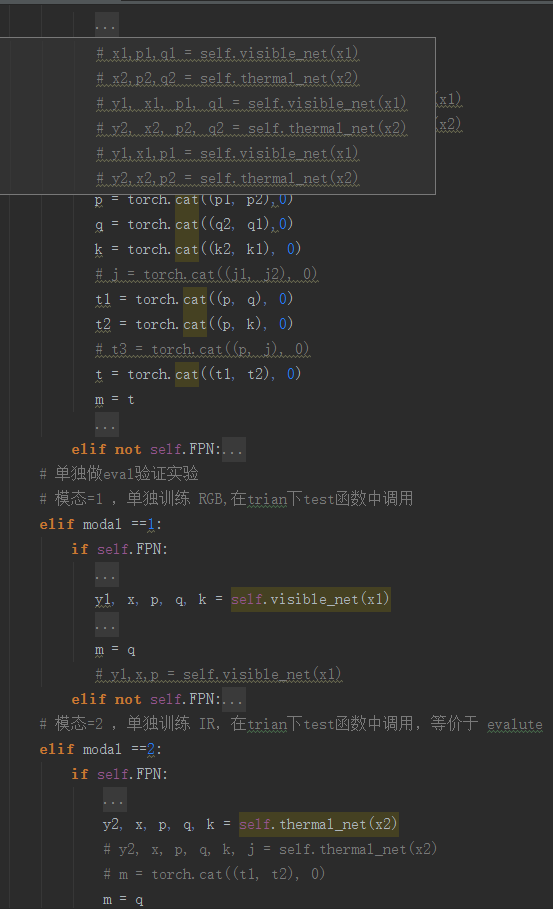 ...
# x1,p1,q1 = self.visible_net(x1)
# x2,p2,q2 = self.thermal_net(x2)
# y1, x1, p1, q1 = self.visible_net(x1)
(x1)
# y2, x2, p2, q2 = self.thermal_net(x2)
(x2)
# y1,x1,p2 = self.visible_net(x1)
# y2,x2,p2 = self.thermal_net(x2)
p = torch.cat((p1, p2),0)
q = torch.cat((q2, q1),0)
k = torch.cat((k2, k1), 0)
# j = torch.cat((j1, j2), 0)
t1 = torch.cat((p, q), 0)
t2 = torch.cat((p, k), 0)
# t3 = torch.cat((p, j), 0)
t = torch.cat((t1, t2), 0)
m = t
...
elif not self.FPN:...
# 单独做eval验证实验
# 模态=1 ，单独训练 RGB,在trian下test函数中调用
elif modal ==1:
if self.FPN:
...
y1, x, p, q, k = self.visible_net(x1)
...
m = q
# y1,x,p = self.visible_net(x1)
elif not self.FPN:...
# 模态=2 ，单独训练 IR，在trian下test函数中调用，等价于 evalute
elif modal ==2:
if self.FPN:
...
y2, x, p, q, k = self.thermal_net(x2)
# y2, x, p, q, k, j = self.thermal_net(x2)
# m = torch.cat((t1, t2), 0)
m = q